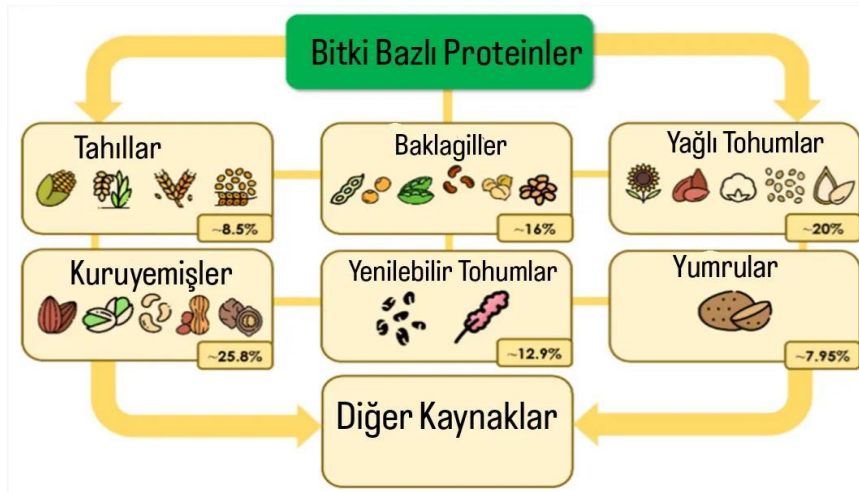 Bitki Bazlı Proteinler
Tahıllar
~8.5%
Baklagiller
~16%
Yağlı Tohumlar
~20%
Kuruyemişler
~25.8%
Yenilebilir Tohumlar
~12.9%
Yumrular
~7.95%
Diğer Kaynaklar